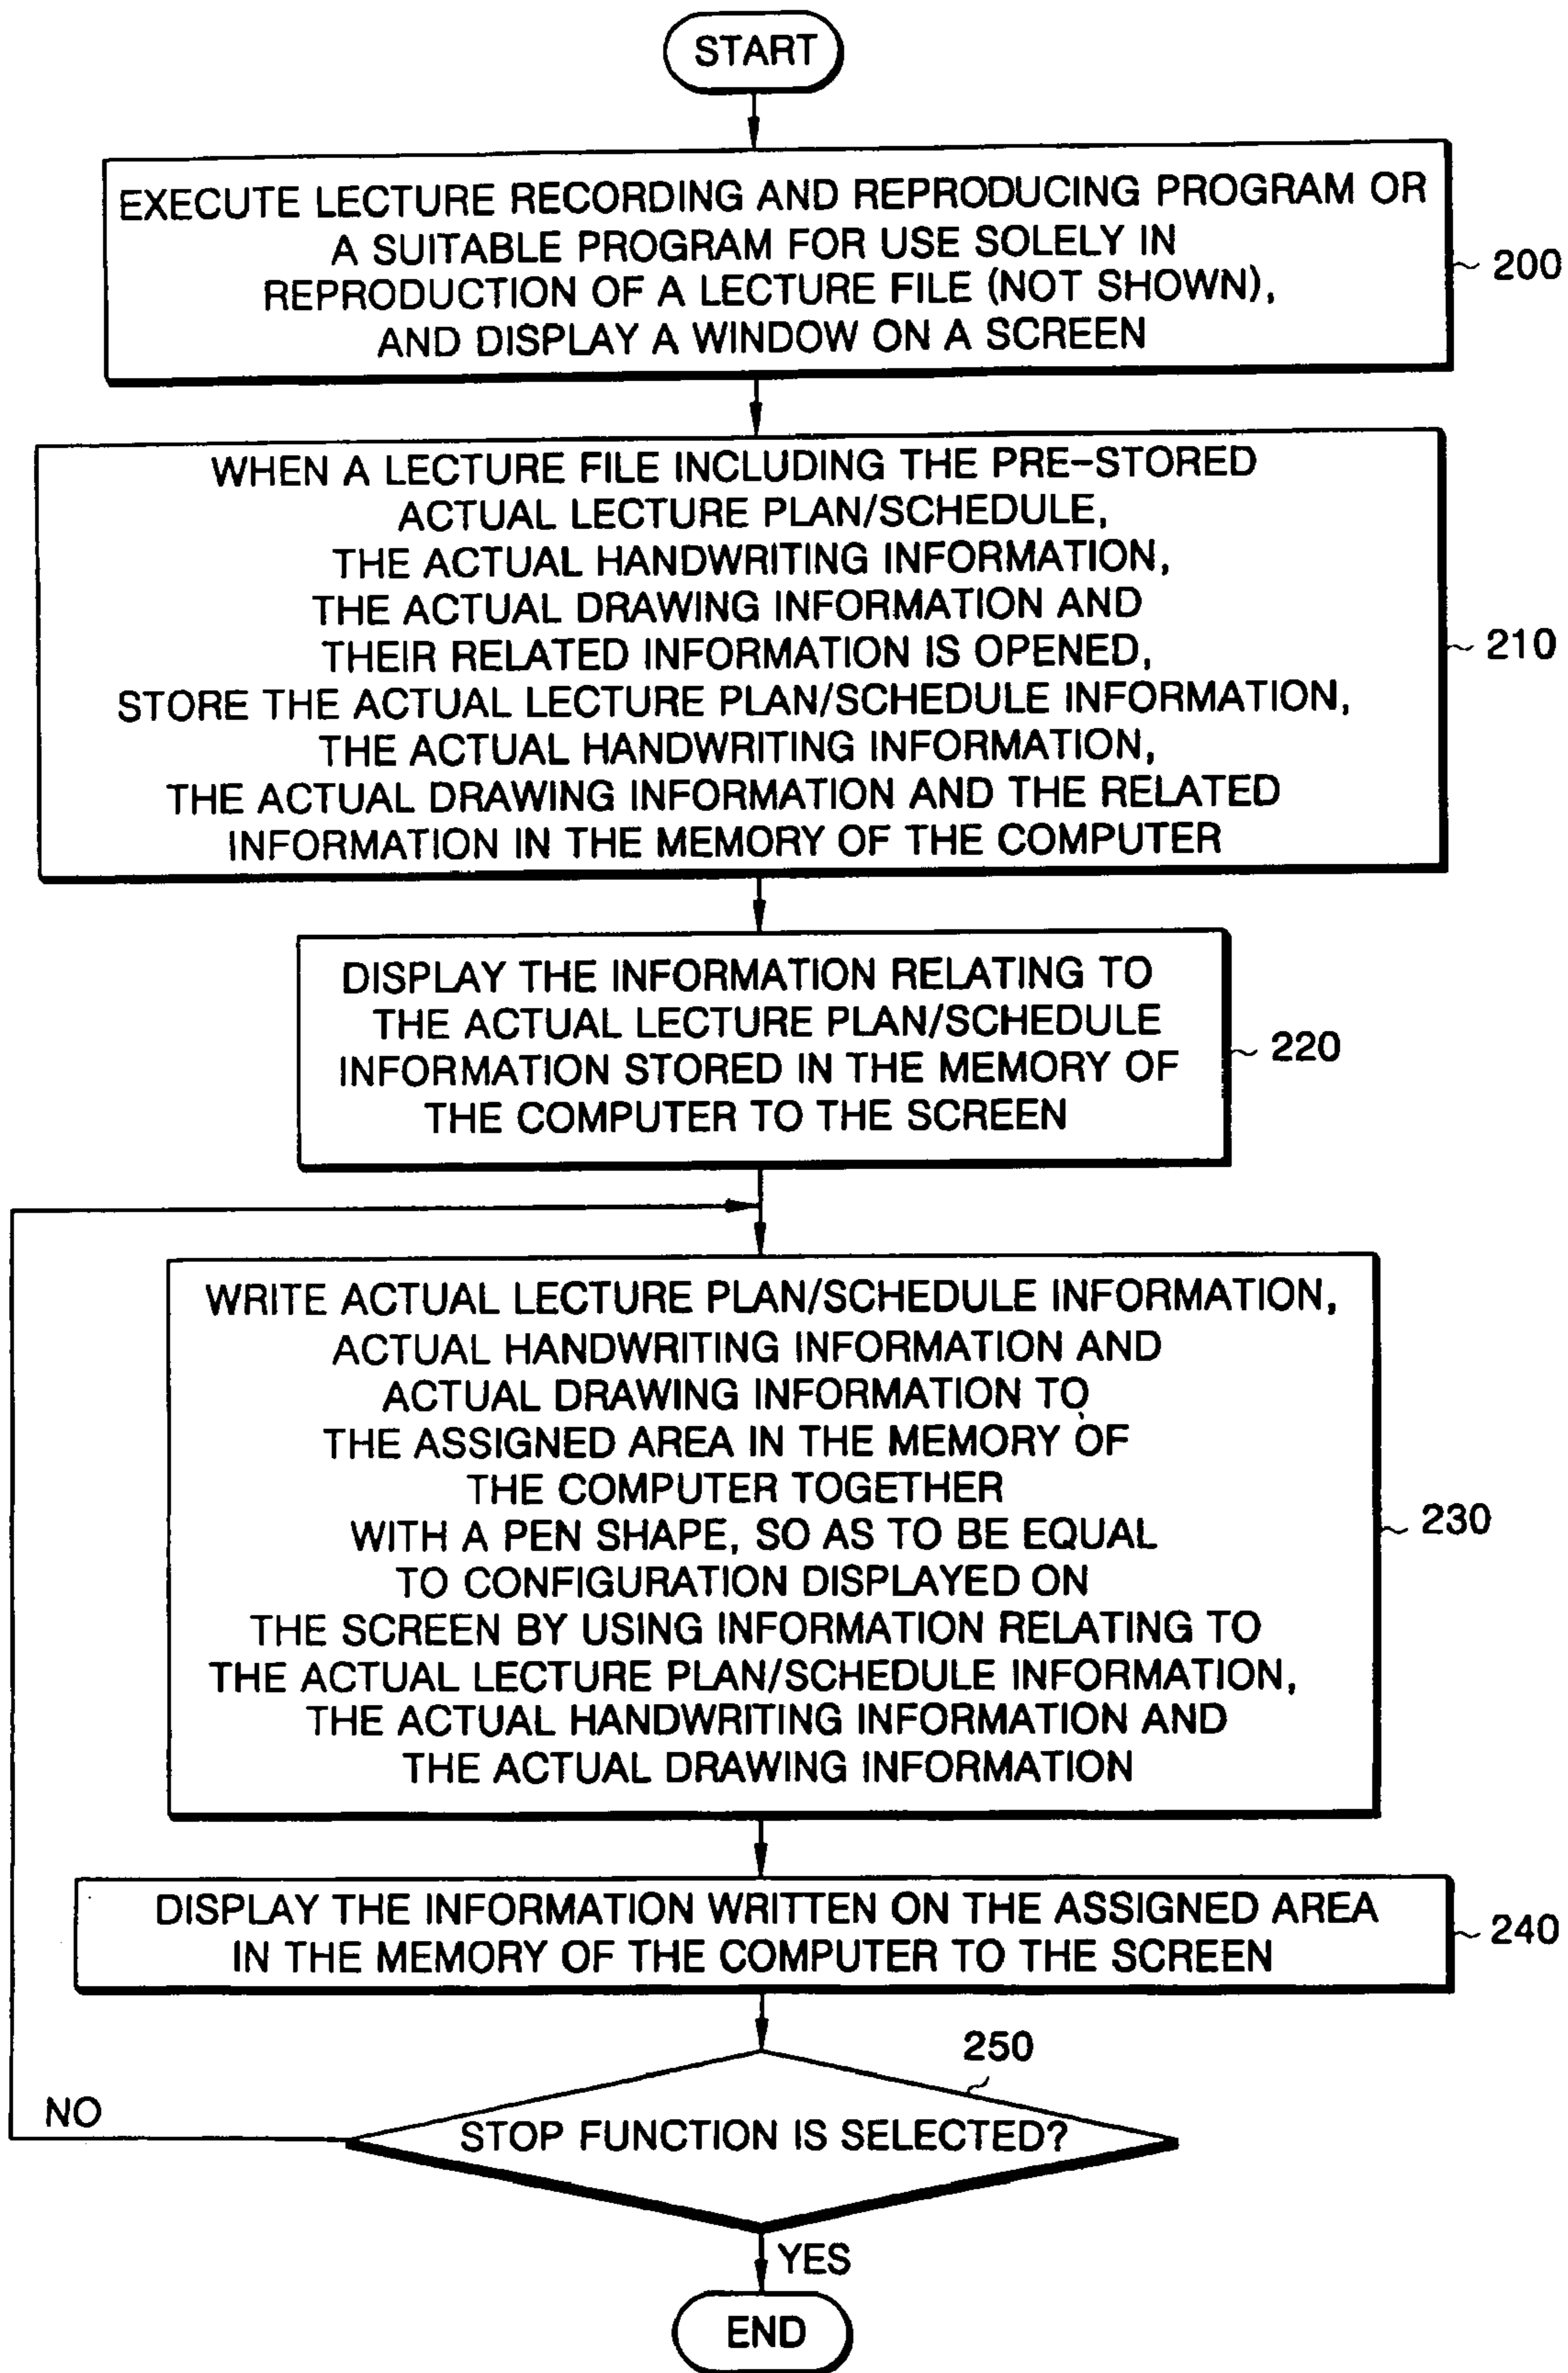 START
EXECUTE LECTURE RECORDING AND REPRODUCING PROGRAM OR
A SUITABLE PROGRAM FOR USE SOLELY IN
REPRODUCTION OF A LECTURE FILE (NOT SHOWN),
AND DISPLAY A WINDOW ON A SCREEN
200
WHEN A LECTURE FILE INCLUDING THE PRE-STORED
ACTUAL LECTURE PLAN/SCHEDULE,
THE ACTUAL HANDWRITING INFORMATION,
THE ACTUAL DRAWING INFORMATION AND
THEIR RELATED INFORMATION IS OPENED,
STORE THE ACTUAL LECTURE PLAN/SCHEDULE INFORMATION,
THE ACTUAL HANDWRITING INFORMATION,
THE ACTUAL DRAWING INFORMATION AND THE RELATED
INFORMATION IN THE MEMORY OF THE COMPUTER
210
DISPLAY THE INFORMATION RELATING TO
THE ACTUAL LECTURE PLAN/SCHEDULE
INFORMATION STORED IN THE MEMORY OF
THE COMPUTER TO THE SCREEN
220
WRITE ACTUAL LECTURE PLAN/SCHEDULE INFORMATION,
ACTUAL HANDWRITING INFORMATION AND
ACTUAL DRAWING INFORMATION TO
THE ASSIGNED AREA IN THE MEMORY OF
THE COMPUTER TOGETHER
WITH A PEN SHAPE, SO AS TO BE EQUAL
TO CONFIGURATION DISPLAYED ON
THE SCREEN BY USING INFORMATION RELATING TO
THE ACTUAL LECTURE PLAN/SCHEDULE INFORMATION,
THE ACTUAL HANDWRITING INFORMATION AND
THE ACTUAL DRAWING INFORMATION
230
DISPLAY THE INFORMATION WRITTEN ON THE ASSIGNED AREA
IN THE MEMORY OF THE COMPUTER TO THE SCREEN
240
250
NO
STOP FUNCTION IS SELECTED?
YES
END